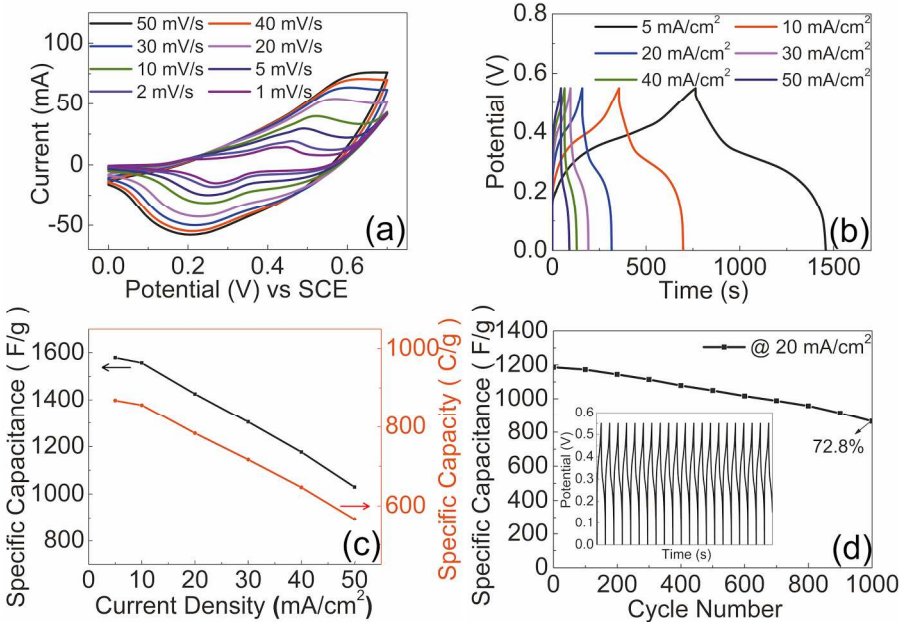 50 mV/s 40 mV/s
30 mV/s 20 mV/s
10 mV/s 5 mV/s
2 mV/s 1 mV/s
100
50
0
-50
Current (mA)
0.0 0.2 0.4 0.6
Potential (V) vs SCE
(a)
5 mA/cm² 10 mA/cm²
20 mA/cm² 30 mA/cm²
40 mA/cm² 50 mA/cm²
0.8
0.6
0.4
0.2
0.0
Potential (V)
0 500 1000 1500
Time (s)
(b)
1600
1400
1200
1000
800
Specific Capacitance ( F/g)
1000
800
600
Specific Capacity ( C/g )
0 10 20 30 40 50
Current Density (mA/cm²)
(c)
1400
1200
1000
800
600
400
200
0
Specific Capacitance ( F/g)
@ 20 mA/cm²
72.8%
0.6
0.5
0.4
0.3
0.2
0.1
0.0
Potential (V)
Time (s)
0 200 400 600 800 1000
Cycle Number
(d)